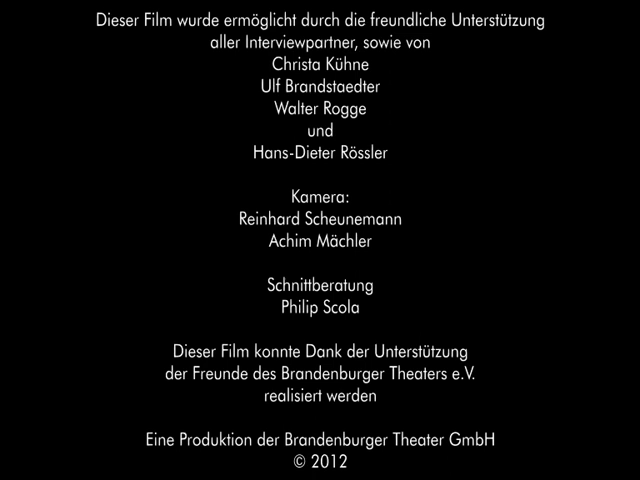 Dieser Film wurde ermöglicht durch die freundliche Unterstützung
aller Interviewpartner, sowie von
Christa Kühne
Ulf Brandstaedter
Walter Rogge
und
Hans-Dieter Rössler
Kamera:
Reinhard Scheunemann
Achim Mächler
Schnittberatung
Philip Scola
Dieser Film konnte Dank der Unterstützung
der Freunde des Brandenburger Theaters e.V.
realisiert werden
Eine Produktion der Brandenburger Theater GmbH
© 2012